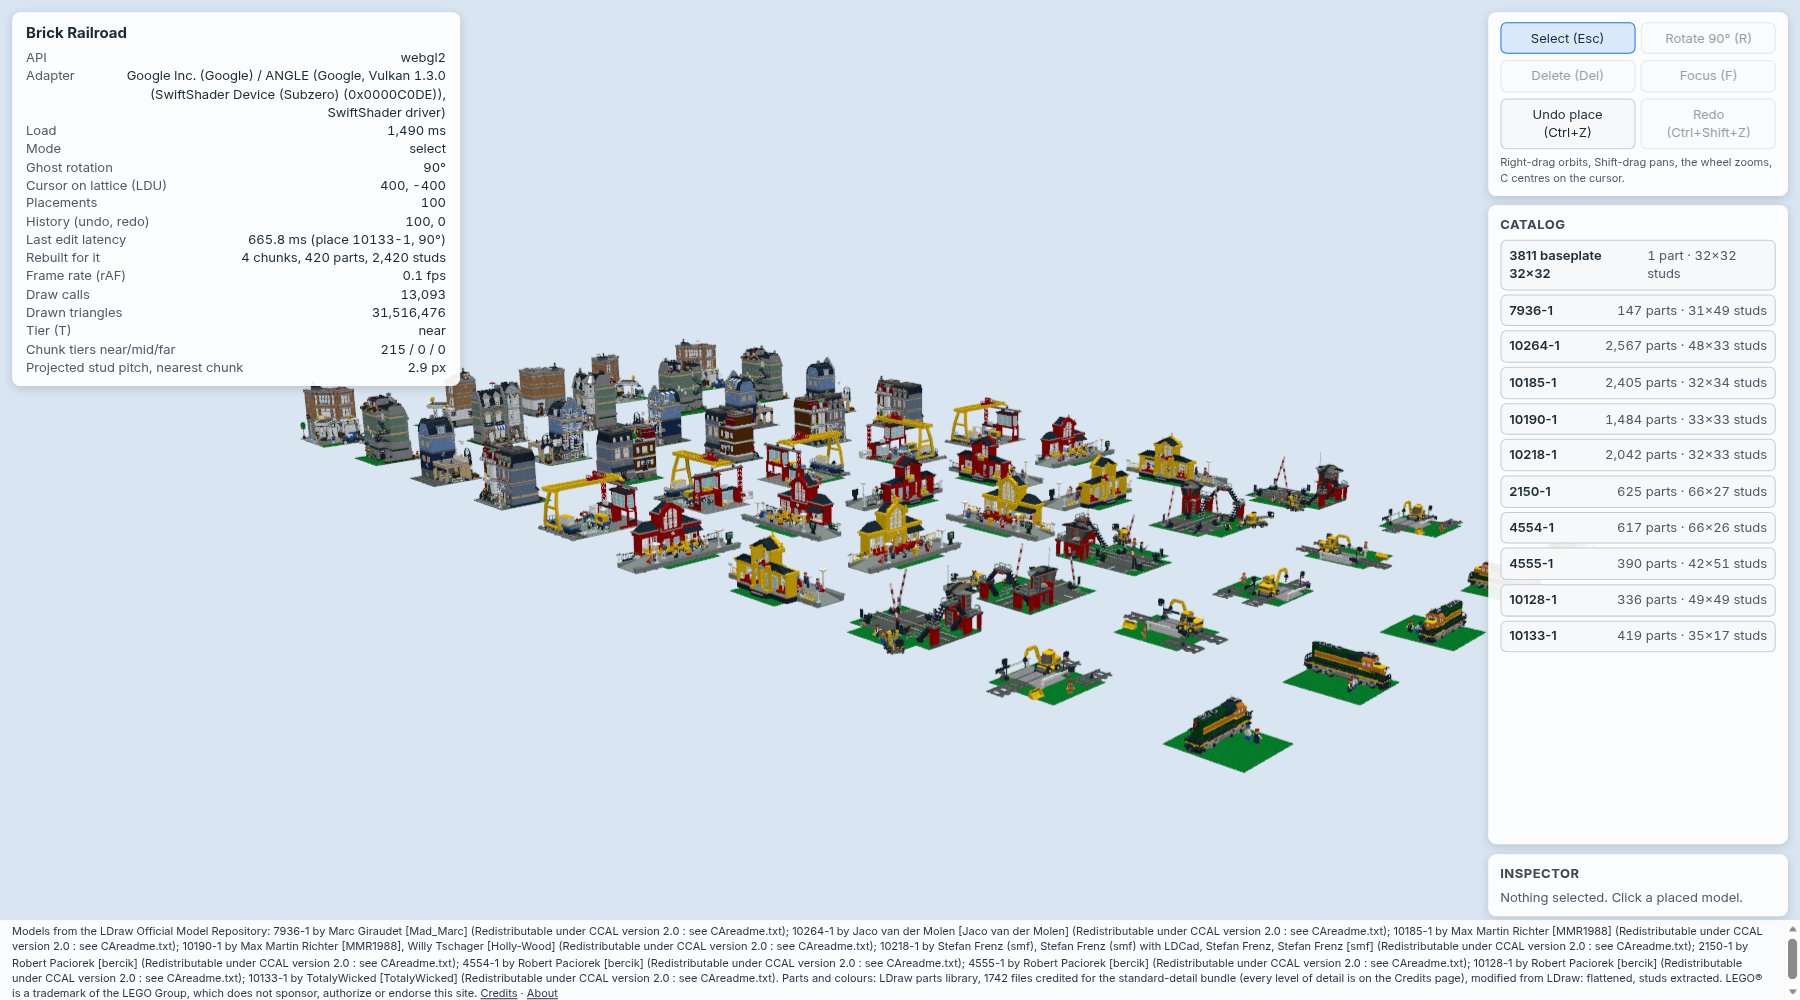 Brick Railroad
API webgl2
Adapter Google Inc. (Google) / ANGLE (Google, Vulkan 1.3.0
(SwiftShader Device (Subzero) (0x0000C0DE)),
SwiftShader driver)
Load 1,490 ms
Mode select
Ghost rotation 90°
Cursor on lattice (LDU) 400, -400
Placements 100
History (undo, redo) 100, 0
Last edit latency 665.8 ms (place 10133-1, 90°)
Rebuilt for it 4 chunks, 420 parts, 2,420 studs
Frame rate (rAF) 0.1 fps
Draw calls 13,093
Drawn triangles 31,516,476
Tier (T) near
Chunk tiers near/mid/far 215 / 0 / 0
Projected stud pitch, nearest chunk 2.9 px
Select (Esc) Rotate 90° (R)
Delete (Del) Focus (F)
Undo place Redo
(Ctrl+Z) (Ctrl+Shift+Z)
Right-drag orbits, Shift-drag pans, the wheel zooms,
C centres on the cursor.
CATALOG
3811 baseplate 1 part · 32×32
32×32 studs
7936-1 147 parts · 31×49 studs
10264-1 2,567 parts · 48×33 studs
10185-1 2,405 parts · 32×34 studs
10190-1 1,484 parts · 33×33 studs
10218-1 2,042 parts · 32×33 studs
2150-1 625 parts · 66×27 studs
4554-1 617 parts · 66×26 studs
4555-1 390 parts · 42×51 studs
10128-1 336 parts · 49×49 studs
10133-1 419 parts · 35×17 studs
INSPECTOR
Nothing selected. Click a placed model.
Models from the LDraw Official Model Repository: 7936-1 by Marc Giraudet [Mad_Marc] (Redistributable under CCAL version 2.0 : see CAreadme.txt); 10264-1 by Jaco van der Molen [Jaco van der Molen] (Redistributable under CCAL version 2.0 : see CAreadme.txt); 10185-1 by Max Martin Richter [MMR1988] (Redistributable under CCAL
version 2.0 : see CAreadme.txt); 10190-1 by Max Martin Richter [MMR1988], Willy Tschager [Holly-Wood] (Redistributable under CCAL version 2.0 : see CAreadme.txt); 10218-1 by Stefan Frenz (smf), Stefan Frenz (smf) with LDCad, Stefan Frenz, Stefan Frenz [smf] (Redistributable under CCAL version 2.0 : see CAreadme.txt); 2150-1 by
Robert Paciorek [bercik] (Redistributable under CCAL version 2.0 : see CAreadme.txt); 4554-1 by Robert Paciorek [bercik] (Redistributable under CCAL version 2.0 : see CAreadme.txt); 4555-1 by Robert Paciorek [bercik] (Redistributable under CCAL version 2.0 : see CAreadme.txt); 10128-1 by Robert Paciorek [bercik] (Redistributable
under CCAL version 2.0 : see CAreadme.txt); 10133-1 by TotalyWicked [TotalyWicked] (Redistributable under CCAL version 2.0 : see CAreadme.txt). Parts and colours: LDraw parts library, 1742 files credited for the standard-detail bundle (every level of detail is on the Credits page), modified from LDraw: flattened, studs extracted. LEGO®
is a trademark of the LEGO Group, which does not sponsor, authorize or endorse this site. Credits · About